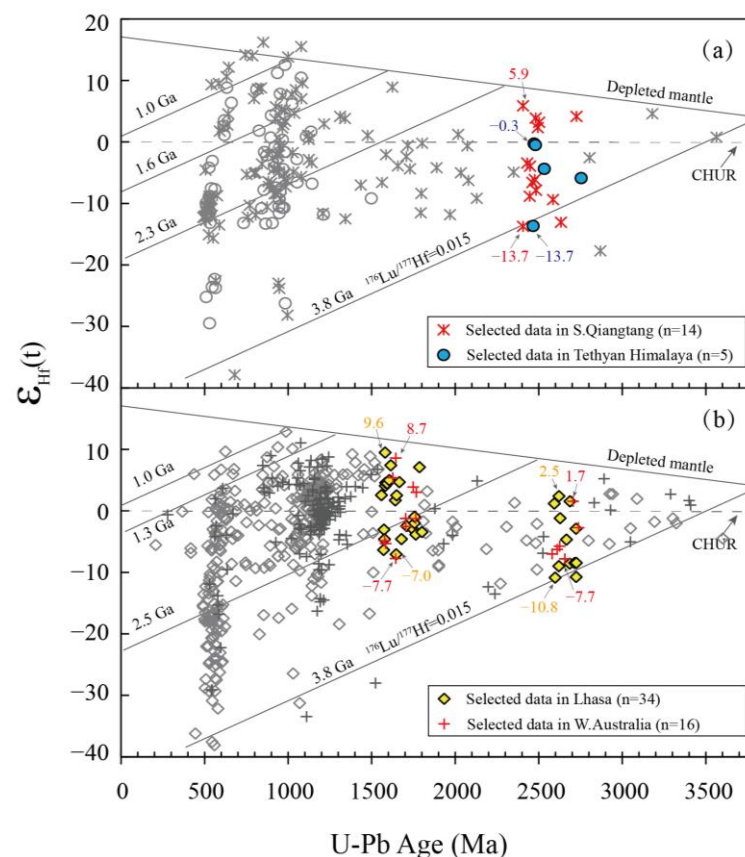 20
(a)
Depleted mantle
1.0 Ga
10
5.9
1.6 Ga
−0.3
0
CHUR
2.3 Ga
−10
−13.7
−13.7
3.8 Ga ¹⁷⁶Lu/¹⁷⁷Hf=0.015
−20
−30
Selected data in S.Qiangtang (n=14)
Selected data in Tethyan Himalaya (n=5)
−40
20
εHf(t)
(b)
9.6
8.7
Depleted mantle
1.0 Ga
10
2.5
1.7
1.3 Ga
0
CHUR
2.5 Ga
−7.7
−7.0
−7.7
−10
−10.8
3.8 Ga ¹⁷⁶Lu/¹⁷⁷Hf=0.015
−20
−30
Selected data in Lhasa (n=34)
Selected data in W.Australia (n=16)
−40
0 500 1000 1500 2000 2500 3000 3500
U-Pb Age (Ma)